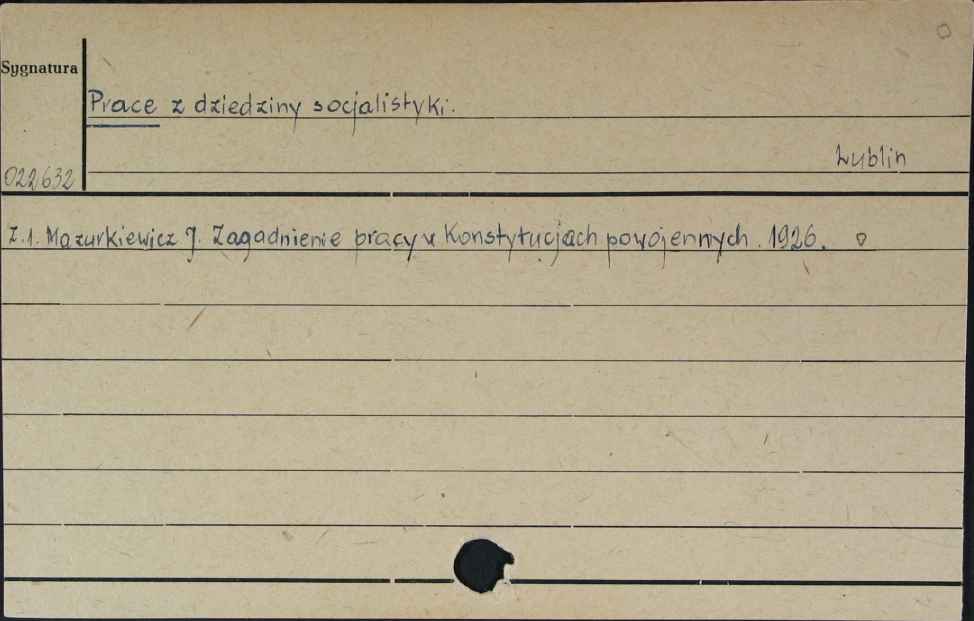 Sygnatura
Prace z dziedziny socjalistyki.
Lublin
022632
Z.1. Mazurkiewicz J. Zagadnienie pracy w Konstytucjach powojennych. 1926.